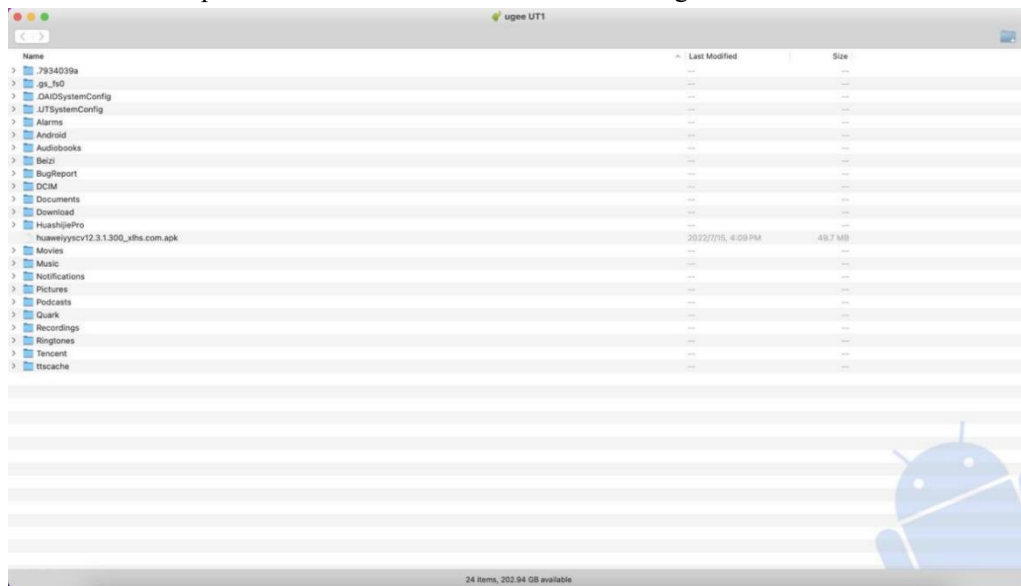 ugee UT1
Name Last Modified Size
.7934039a -- --
.gs_fs0 -- --
.OAIDSystemConfig -- --
.UTSystemConfig -- --
Alarms -- --
Android -- --
Audiobooks -- --
Beizi -- --
BugReport -- --
DCIM -- --
Documents -- --
Download -- --
HuashijiePro -- --
huaweiyyscv12.3.1.300_xlhs.com.apk 2022/7/15, 4:09 PM 49.7 MB
Movies -- --
Music -- --
Notifications -- --
Pictures -- --
Podcasts -- --
Quark -- --
Recordings -- --
Ringtones -- --
Tencent -- --
ttscache -- --
24 items, 202.94 GB available